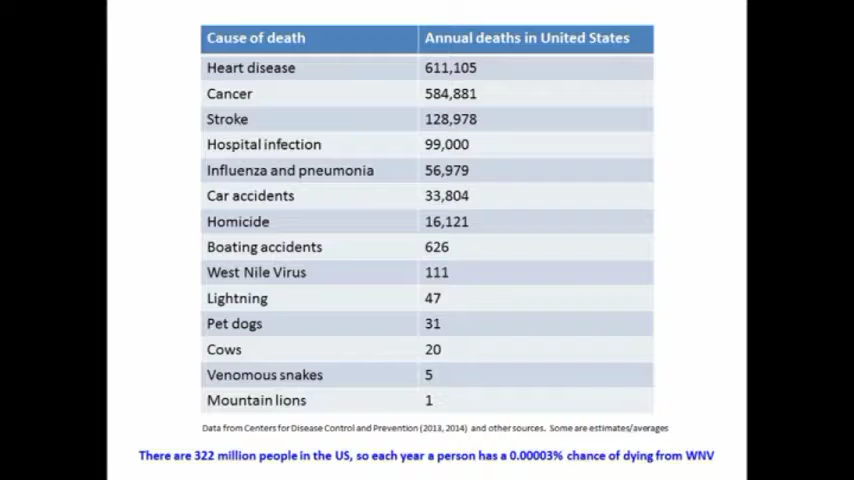 Cause of death Annual deaths in United States
Heart disease 611,105
Cancer 584,881
Stroke 128,978
Hospital infection 99,000
Influenza and pneumonia 56,979
Car accidents 33,804
Homicide 16,121
Boating accidents 626
West Nile Virus 111
Lightning 47
Pet dogs 31
Cows 20
Venomous snakes 5
Mountain lions 1
Data from Centers for Disease Control and Prevention (2013, 2014) and other sources. Some are estimates/averages
There are 322 million people in the US, so each year a person has a 0.00003% chance of dying from WNV